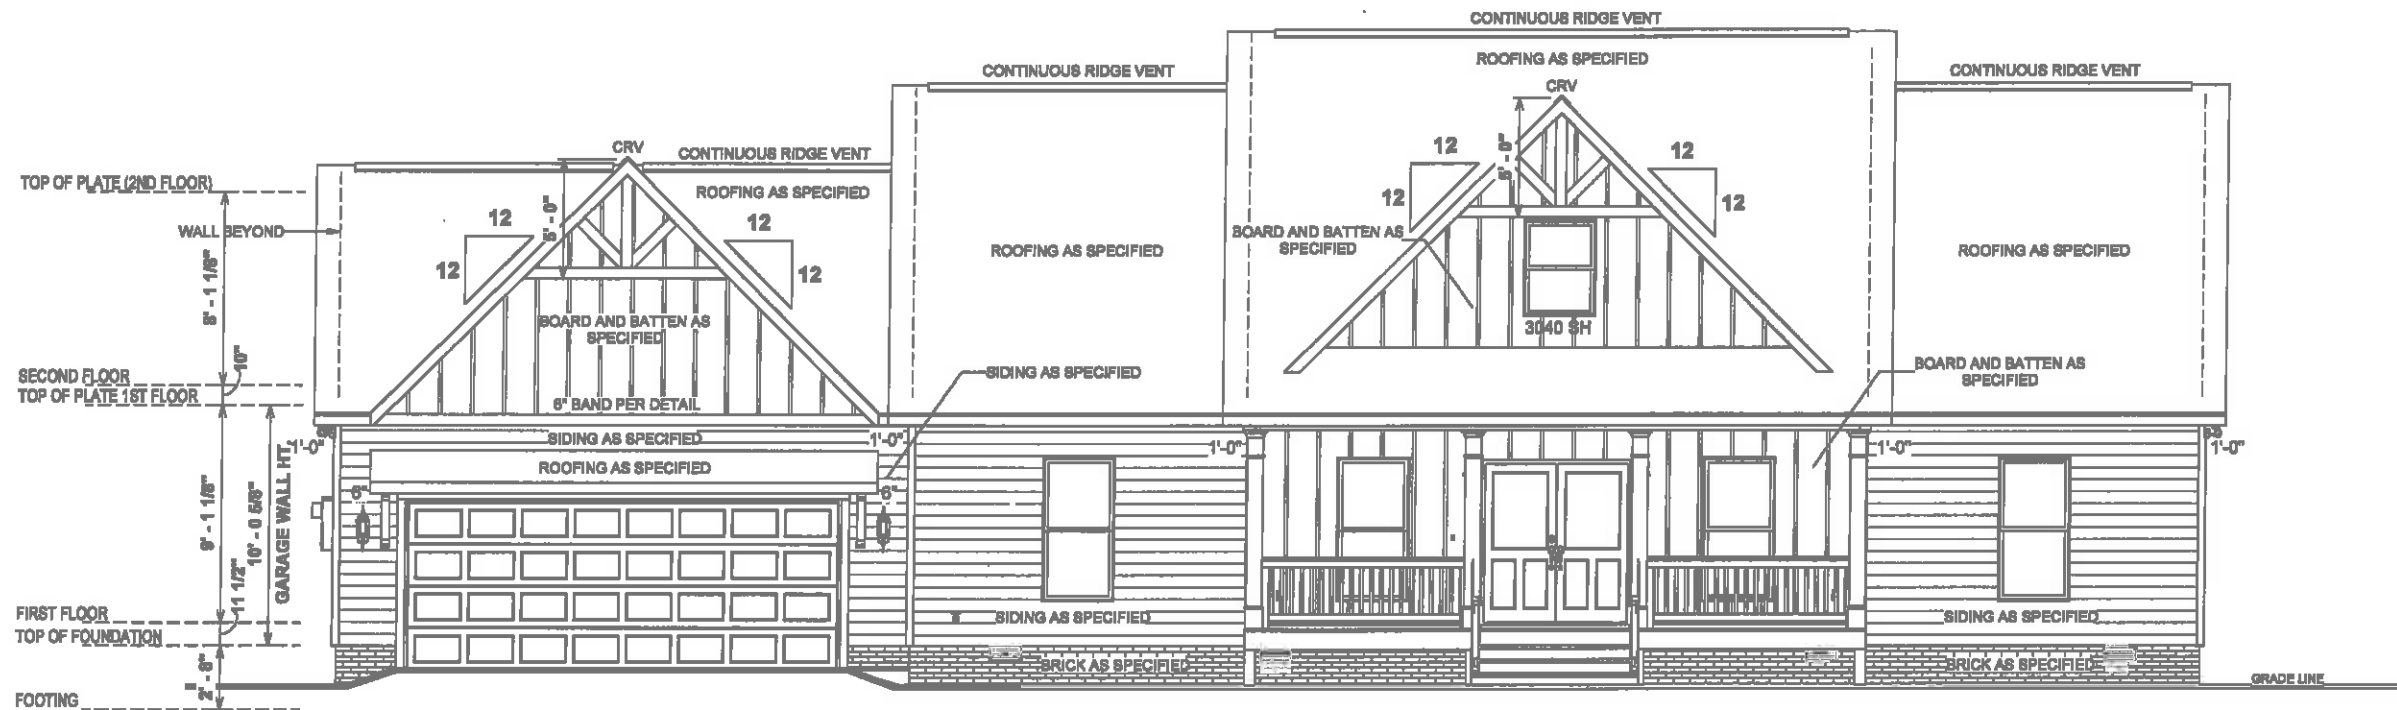 CONTINUOUS RIDGE VENT
ROOFING AS SPECIFIED
CONTINUOUS RIDGE VENT
CONTINUOUS RIDGE VENT
CRV
CRV
CONTINUOUS RIDGE VENT
TOP OF PLATE (2ND FLOOR)
ROOFING AS SPECIFIED
WALL BEYOND
12
12
12
12
5' - 0"
12
12
12
12
5' - 0"
BOARD AND BATTEN AS
SPECIFIED
ROOFING AS SPECIFIED
ROOFING AS SPECIFIED
8' - 1 1/8"
BOARD AND BATTEN AS
SPECIFIED
3040 SH
10"
SECOND FLOOR
TOP OF PLATE 1ST FLOOR
SIDING AS SPECIFIED
BOARD AND BATTEN AS
SPECIFIED
6" BAND PER DETAIL
1'-0"
SIDING AS SPECIFIED
1'-0"
1'-0"
1'-0"
1'-0"
ROOFING AS SPECIFIED
6"
6"
9' - 1 1/8"
10' - 0 5/8"
GARAGE WALL HT.
11 1/2"
FIRST FLOOR
TOP OF FOUNDATION
SIDING AS SPECIFIED
SIDING AS SPECIFIED
BRICK AS SPECIFIED
BRICK AS SPECIFIED
2' - 8"
GRADE LINE
FOOTING